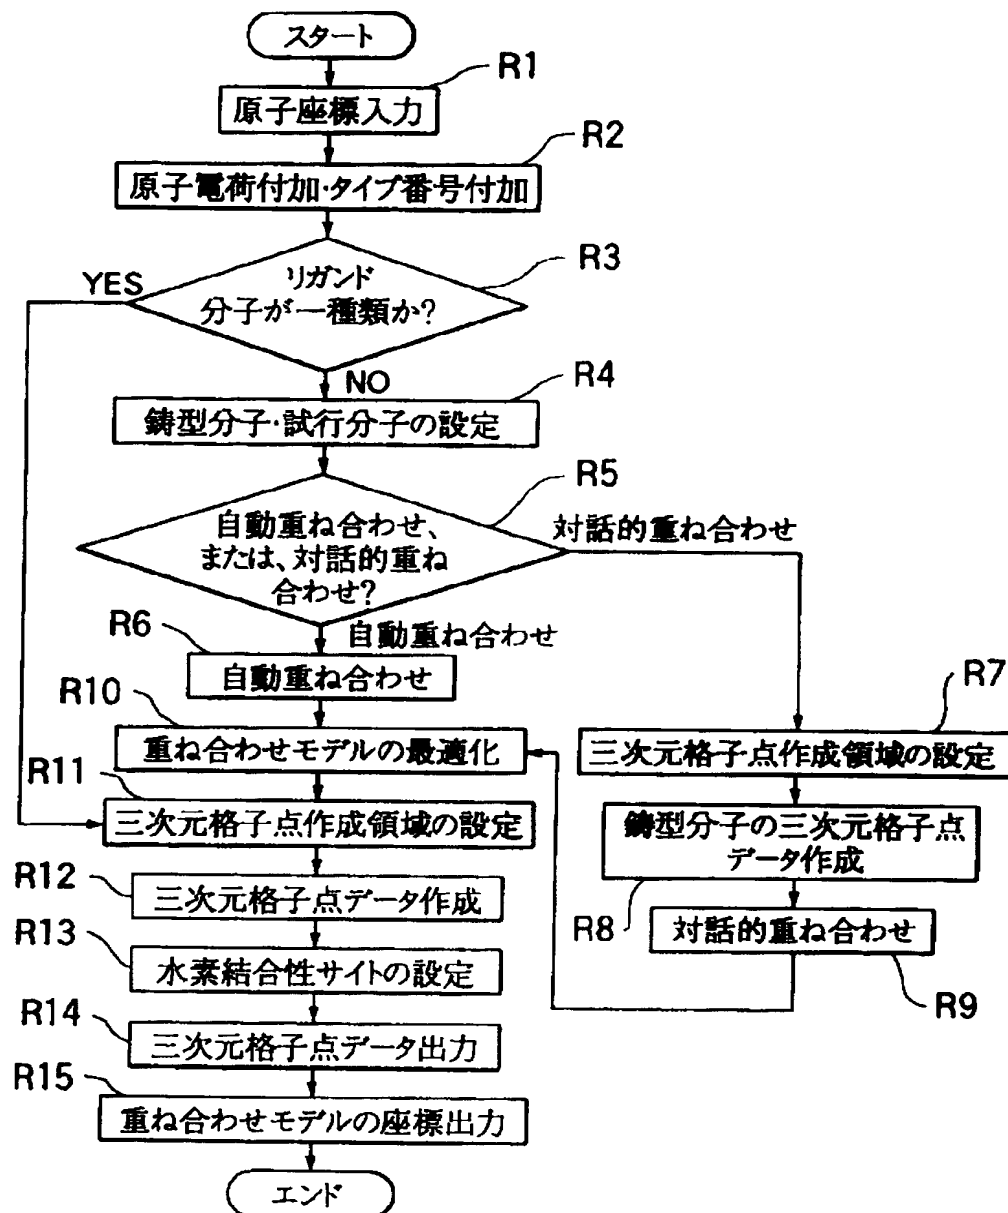 スタート
R1
原子座標入力
R2
原子電荷付加・タイプ番号付加
R3
YES
リガンド
分子が一種類か?
NO
R4
鋳型分子・試行分子の設定
R5
自動重ね合わせ、
または、対話的重ね
合わせ?
対話的重ね合わせ
R6
自動重ね合わせ
自動重ね合わせ
R7
三次元格子点作成領域の設定
鋳型分子の三次元格子点
データ作成
R8
対話的重ね合わせ
R9
R10
重ね合わせモデルの最適化
R11
三次元格子点作成領域の設定
R12
三次元格子点データ作成
R13
水素結合性サイトの設定
R14
三次元格子点データ出力
R15
重ね合わせモデルの座標出力
エンド